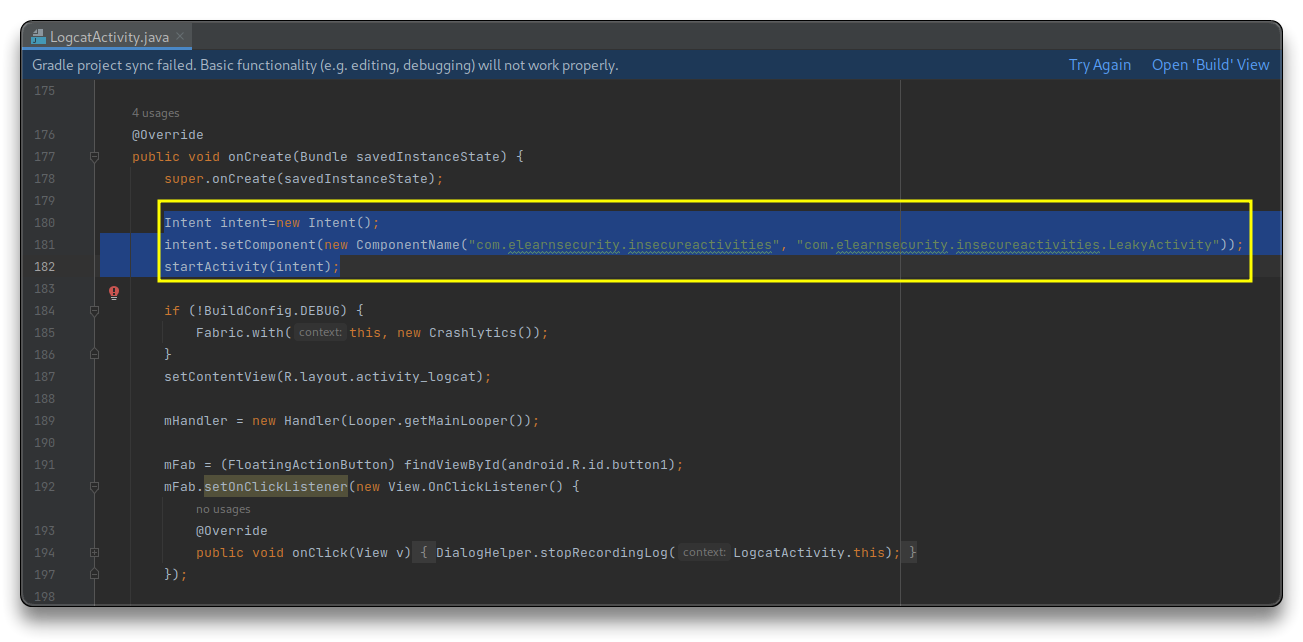 LogcatActivity.java
Gradle project sync failed. Basic functionality (e.g. editing, debugging) will not work properly. Try Again Open 'Build' View
175
4 usages
176 @Override
177 public void onCreate(Bundle savedInstanceState) {
178 super.onCreate(savedInstanceState);
179
180 Intent intent=new Intent();
181 intent.setComponent(new ComponentName("com.elearnsecurity.insecureactivities", "com.elearnsecurity.insecureactivities.LeakyActivity"));
182 startActivity(intent);
183
184 if (!BuildConfig.DEBUG) {
185 Fabric.with( context: this, new Crashlytics());
186 }
187 setContentView(R.layout.activity_logcat);
188
189 mHandler = new Handler(Looper.getMainLooper());
190
191 mFab = (FloatingActionButton) findViewById(android.R.id.button1);
192 mFab.setOnClickListener(new View.OnClickListener() {
no usages
193 @Override
194 public void onClick(View v) { DialogHelper.stopRecordingLog( context: LogcatActivity.this); }
197 });
198